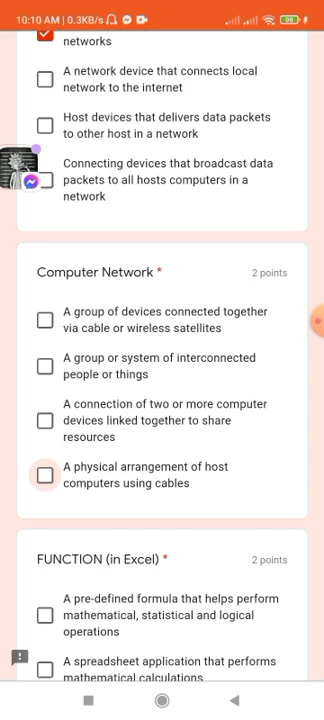 10:10 AM | 0.3KB/s
99
networks
A network device that connects local
network to the internet
Host devices that delivers data packets
to other host in a network
Connecting devices that broadcast data
packets to all hosts computers in a
network
Computer Network *
2 points
A group of devices connected together
via cable or wireless satellites
A group or system of interconnected
people or things
A connection of two or more computer
devices linked together to share
resources
A physical arrangement of host
computers using cables
FUNCTION (in Excel) *
2 points
A pre-defined formula that helps perform
mathematical, statistical and logical
operations
A spreadsheet application that performs
mathematical calculations